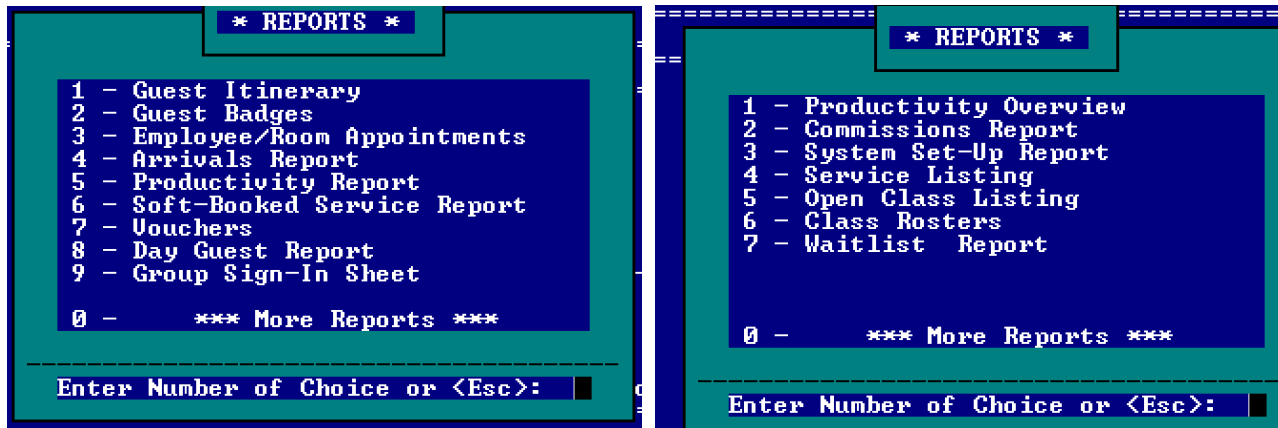 * REPORTS *
1 - Guest Itinerary
2 - Guest Badges
3 - Employee/Room Appointments
4 - Arrivals Report
5 - Productivity Report
6 - Soft-Booked Service Report
7 - Vouchers
8 - Day Guest Report
9 - Group Sign-In Sheet
0 - *** More Reports ***
Enter Number of Choice or <Esc>:
* REPORTS *
1 - Productivity Overview
2 - Commissions Report
3 - System Set-Up Report
4 - Service Listing
5 - Open Class Listing
6 - Class Rosters
7 - Waitlist  Report
0 - *** More Reports ***
Enter Number of Choice or <Esc>: